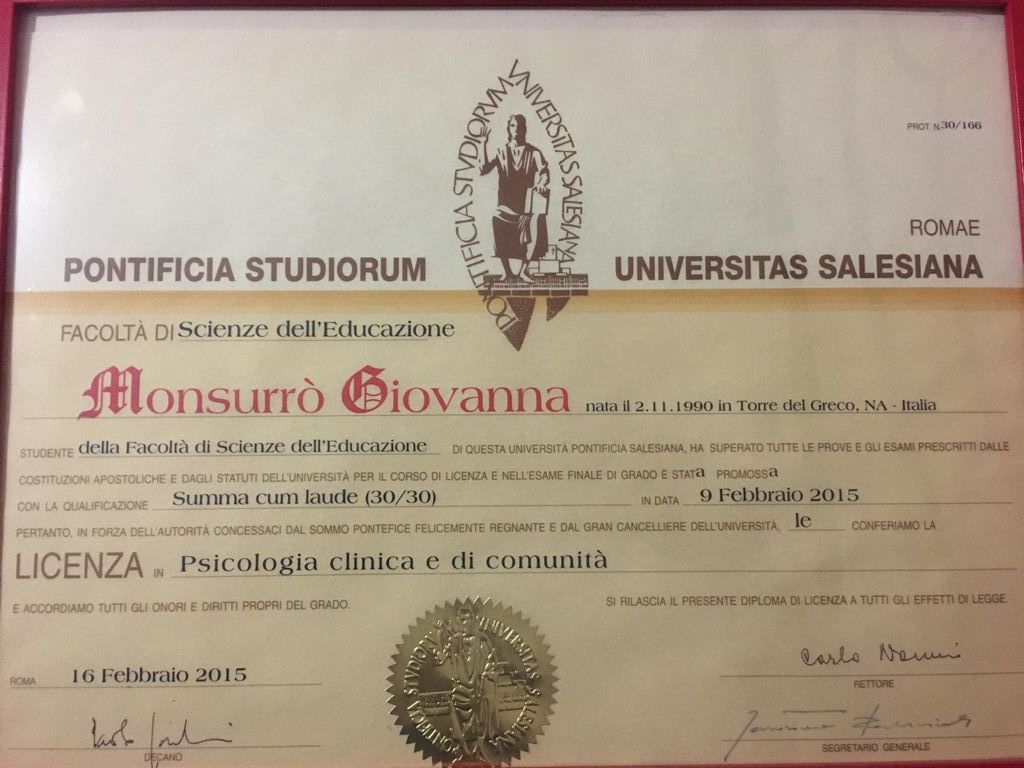 PONTIFICIA STUDIORUM UNIVERSITAS SALESIANA
PROT. N. 30/166
ROMAE
PONTIFICIA STUDIORUM UNIVERSITAS SALESIANA
FACOLTÀ DI Scienze dell'Educazione
Monsurrò Giovanna nata il 2.11.1990 in Torre del Greco, NA - Italia
STUDENTE della Facoltà di Scienze dell'Educazione DI QUESTA UNIVERSITÀ PONTIFICIA SALESIANA, HA SUPERATO TUTTE LE PROVE E GLI ESAMI PRESCRITTI DALLE
COSTITUZIONI APOSTOLICHE E DAGLI STATUTI DELL'UNIVERSITÀ PER IL CORSO DI LICENZA E NELL'ESAME FINALE DI GRADO È STATa PROMOSSa
CON LA QUALIFICAZIONE Summa cum laude (30/30) IN DATA 9 Febbraio 2015
PERTANTO, IN FORZA DELL'AUTORITÀ CONCESSACI DAL SOMMO PONTEFICE FELICEMENTE REGNANTE E DAL GRAN CANCELLIERE DELL'UNIVERSITÀ, le CONFERIAMO LA
LICENZA IN Psicologia clinica e di comunità
E ACCORDIAMO TUTTI GLI ONORI E DIRITTI PROPRI DEL GRADO.
SI RILASCIA IL PRESENTE DIPLOMA DI LICENZA A TUTTI GLI EFFETTI DI LEGGE.
ROMA 16 Febbraio 2015
PONTIFICIA STVDIORVM VNIVERSITAS SALESIANA
Carlo Nanni
RETTORE
DECANO
SEGRETARIO GENERALE